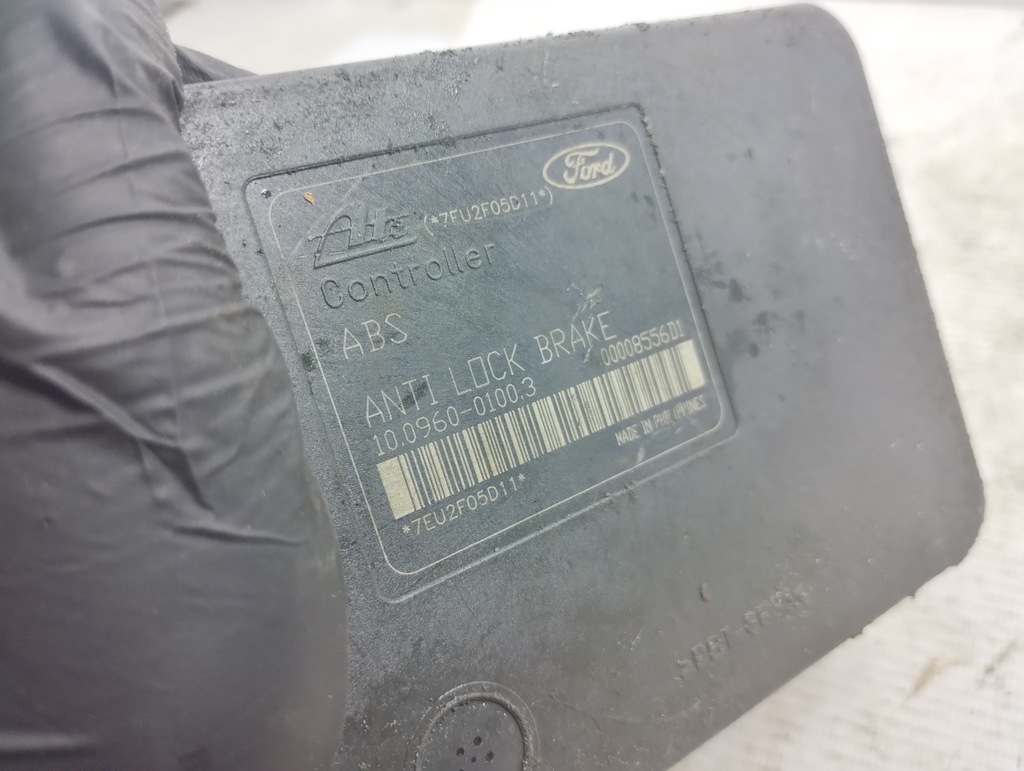 Ford
Ate (*7FU2F05D11*)
Controller
ABS
ANTI LOCK BRAKE
10.0960-0100.3 00008556D1
*7EU2F05D11*
MADE IN PHILIPPINES